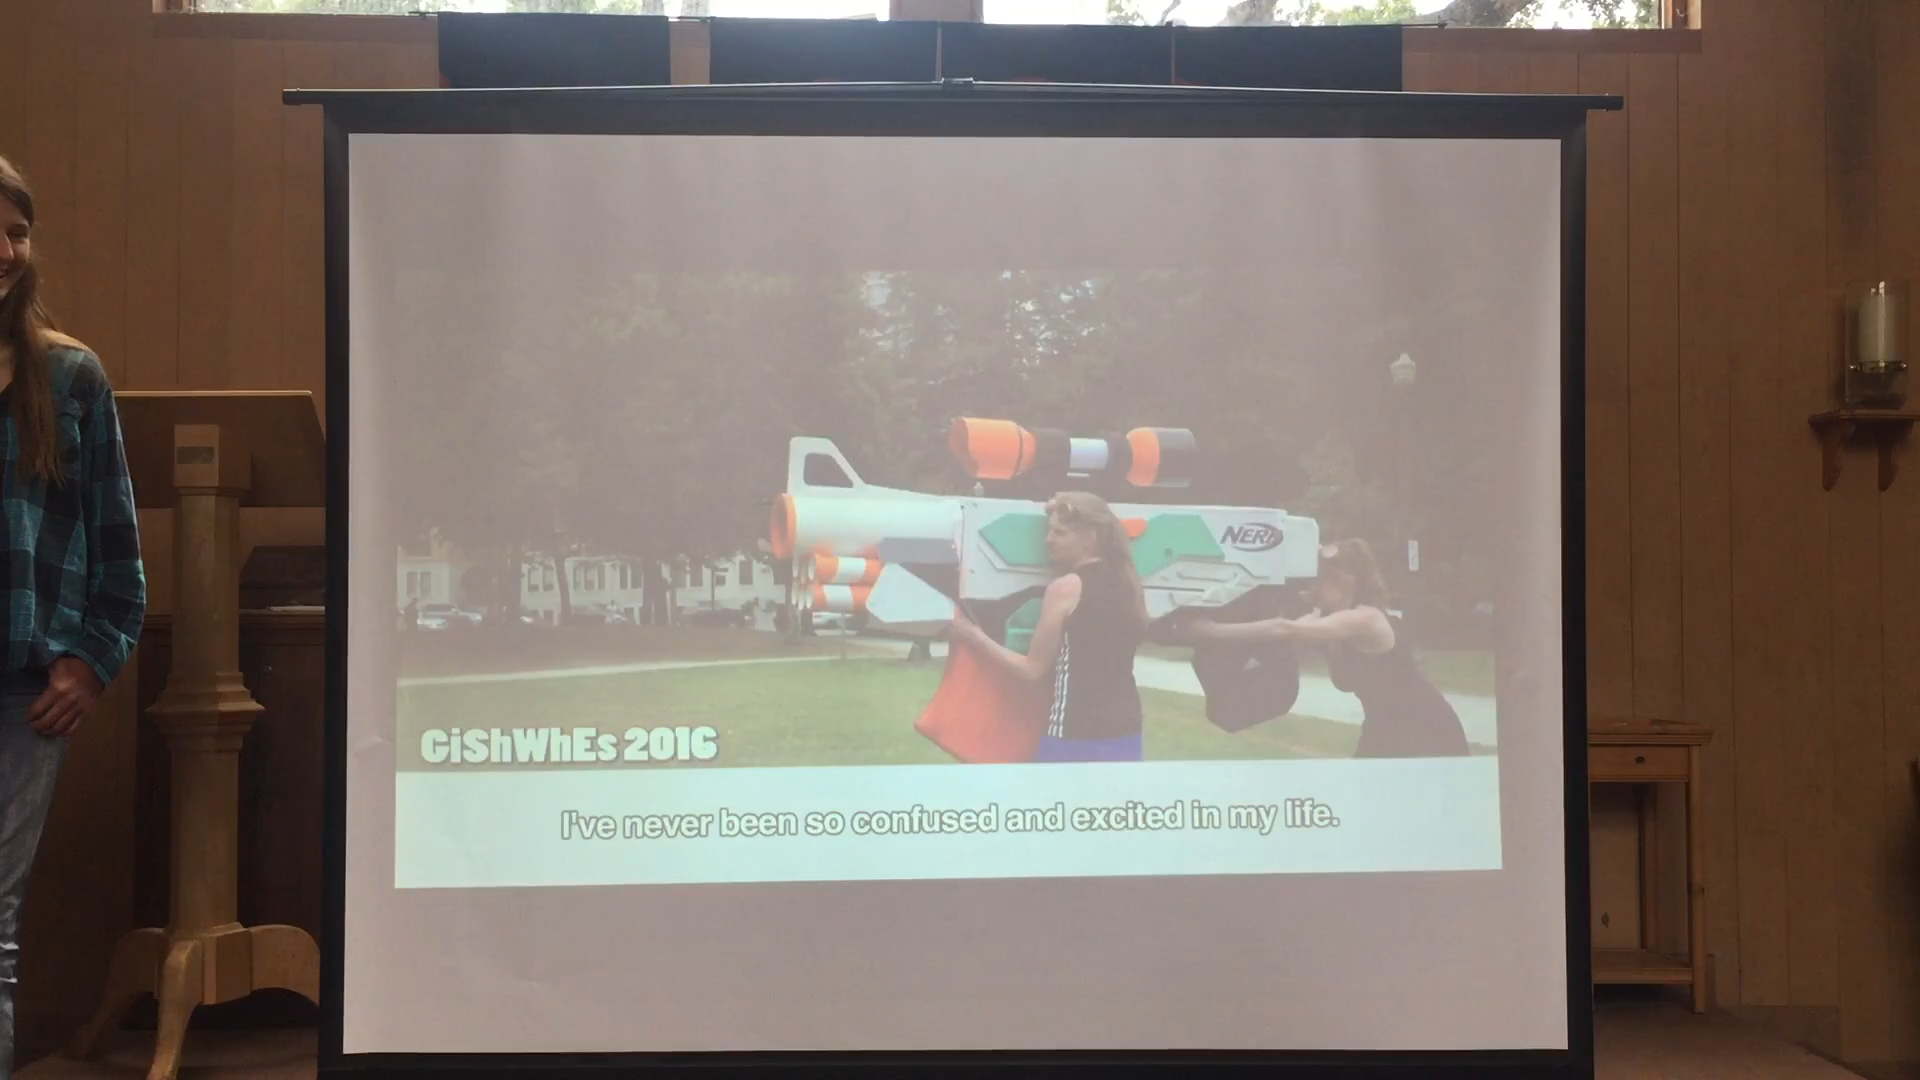 NERF
GiShWhEs 2016
I've never been so confused and excited in my life.